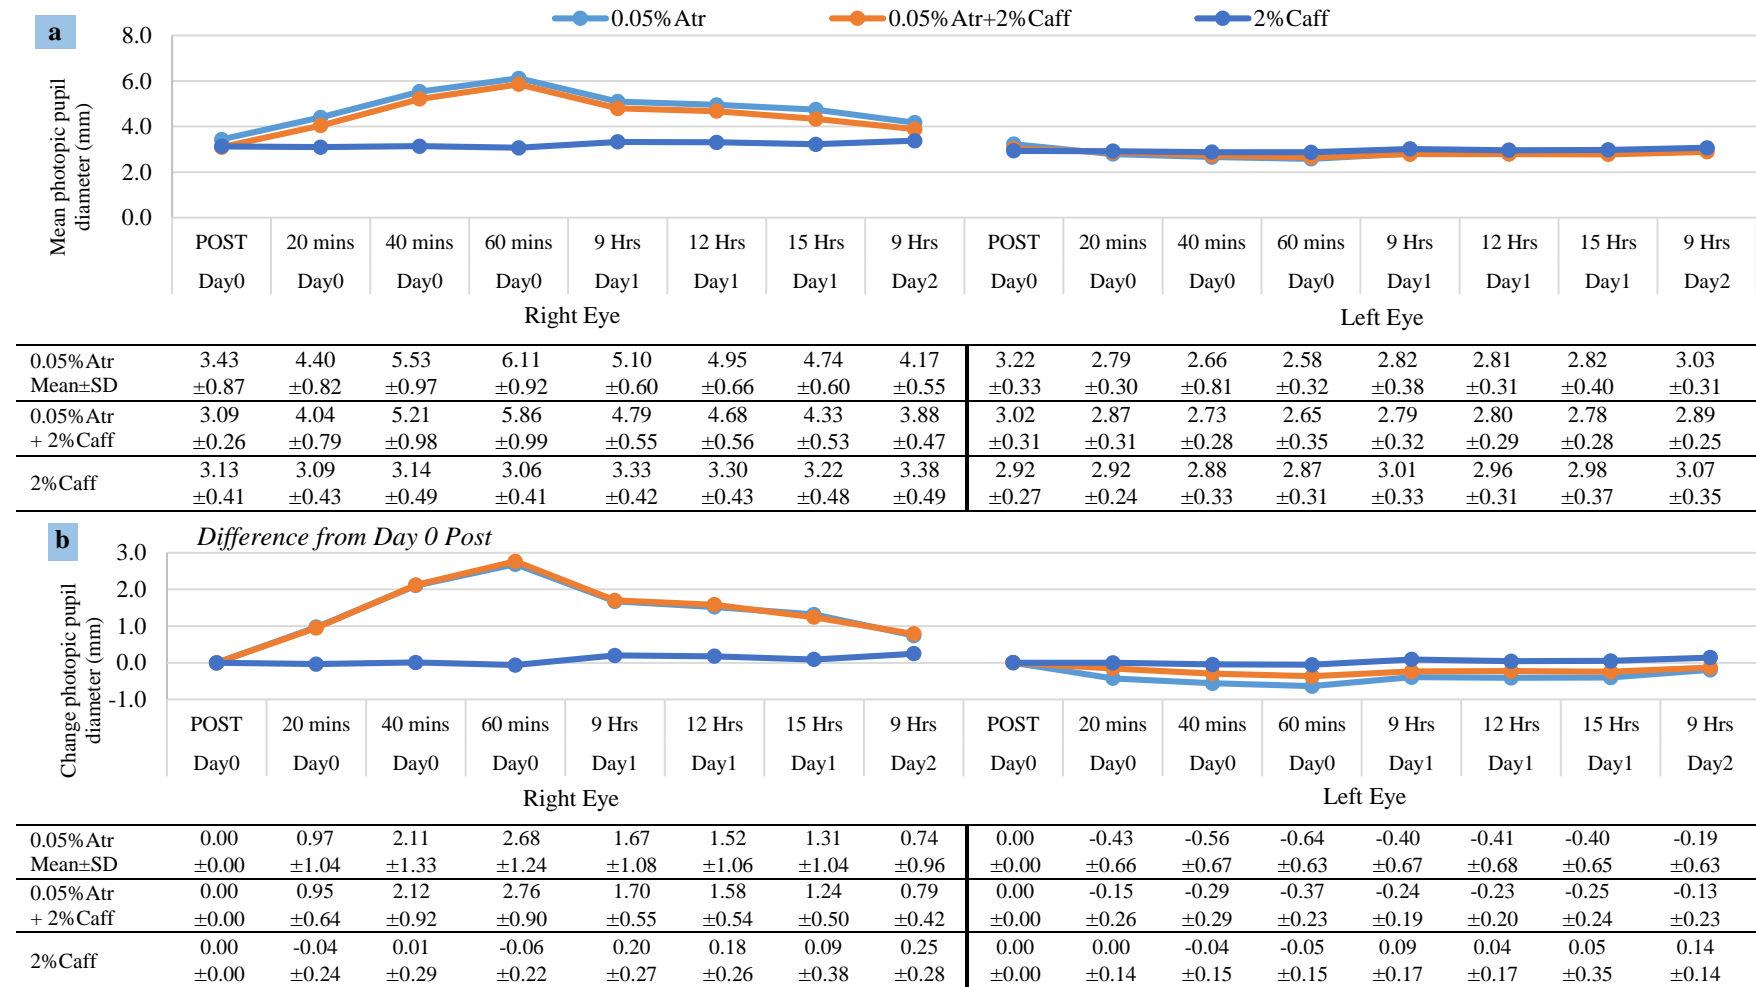 0.05%Atr 0.05%Atr+2%Caff 2%Caff
a
Mean photopic pupil
diameter (mm)
8.0
6.0
4.0
2.0
0.0
POST 20 mins 40 mins 60 mins 9 Hrs 12 Hrs 15 Hrs 9 Hrs POST 20 mins 40 mins 60 mins 9 Hrs 12 Hrs 15 Hrs 9 Hrs
Day0 Day0 Day0 Day0 Day1 Day1 Day1 Day2 Day0 Day0 Day0 Day0 Day1 Day1 Day1 Day2
Right Eye Left Eye
0.05%Atr 3.43 4.40 5.53 6.11 5.10 4.95 4.74 4.17 3.22 2.79 2.66 2.58 2.82 2.81 2.82 3.03
Mean±SD ±0.87 ±0.82 ±0.97 ±0.92 ±0.60 ±0.66 ±0.60 ±0.55 ±0.33 ±0.30 ±0.81 ±0.32 ±0.38 ±0.31 ±0.40 ±0.31
0.05%Atr 3.09 4.04 5.21 5.86 4.79 4.68 4.33 3.88 3.02 2.87 2.73 2.65 2.79 2.80 2.78 2.89
+ 2%Caff ±0.26 ±0.79 ±0.98 ±0.99 ±0.55 ±0.56 ±0.53 ±0.47 ±0.31 ±0.31 ±0.28 ±0.35 ±0.32 ±0.29 ±0.28 ±0.25
2%Caff 3.13 3.09 3.14 3.06 3.33 3.30 3.22 3.38 2.92 2.92 2.88 2.87 3.01 2.96 2.98 3.07
±0.41 ±0.43 ±0.49 ±0.41 ±0.42 ±0.43 ±0.48 ±0.49 ±0.27 ±0.24 ±0.33 ±0.31 ±0.33 ±0.31 ±0.37 ±0.35
b
Difference from Day 0 Post
Change photopic pupil
diameter (mm)
3.0
2.0
1.0
0.0
-1.0
POST 20 mins 40 mins 60 mins 9 Hrs 12 Hrs 15 Hrs 9 Hrs POST 20 mins 40 mins 60 mins 9 Hrs 12 Hrs 15 Hrs 9 Hrs
Day0 Day0 Day0 Day0 Day1 Day1 Day1 Day2 Day0 Day0 Day0 Day0 Day1 Day1 Day1 Day2
Right Eye Left Eye
0.05%Atr 0.00 0.97 2.11 2.68 1.67 1.52 1.31 0.74 0.00 -0.43 -0.56 -0.64 -0.40 -0.41 -0.40 -0.19
Mean±SD ±0.00 ±1.04 ±1.33 ±1.24 ±1.08 ±1.06 ±1.04 ±0.96 ±0.00 ±0.66 ±0.67 ±0.63 ±0.67 ±0.68 ±0.65 ±0.63
0.05%Atr 0.00 0.95 2.12 2.76 1.70 1.58 1.24 0.79 0.00 -0.15 -0.29 -0.37 -0.24 -0.23 -0.25 -0.13
+ 2%Caff ±0.00 ±0.64 ±0.92 ±0.90 ±0.55 ±0.54 ±0.50 ±0.42 ±0.00 ±0.26 ±0.29 ±0.23 ±0.19 ±0.20 ±0.24 ±0.23
2%Caff 0.00 -0.04 0.01 -0.06 0.20 0.18 0.09 0.25 0.00 0.00 -0.04 -0.05 0.09 0.04 0.05 0.14
±0.00 ±0.24 ±0.29 ±0.22 ±0.27 ±0.26 ±0.38 ±0.28 ±0.00 ±0.14 ±0.15 ±0.15 ±0.17 ±0.17 ±0.35 ±0.14